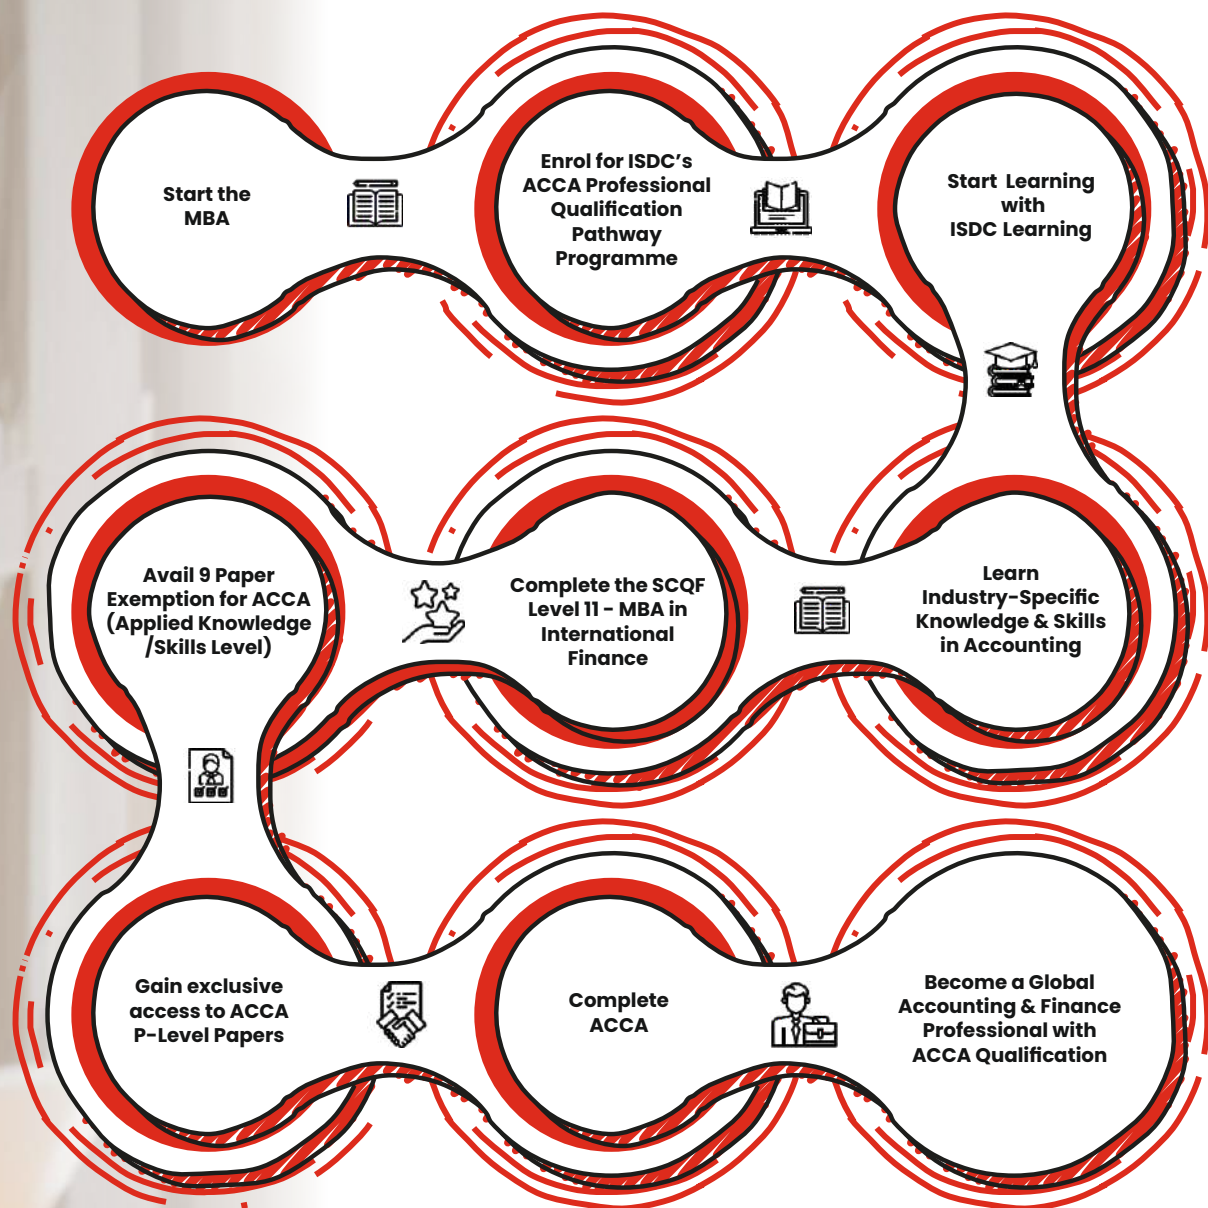 Start the
MBA
Enrol for ISDC's
ACCA Professional
Qualification
Pathway
Programme
Start Learning
with
ISDC Learning
Learn
Industry-Specific
Knowledge & Skills
in Accounting
Complete the SCQF
Level 11 - MBA in
International
Finance
Avail 9 Paper
Exemption for ACCA
(Applied Knowledge
/Skills Level)
Gain exclusive
access to ACCA
P-Level Papers
Complete
ACCA
Become a Global
Accounting & Finance
Professional with
ACCA Qualification